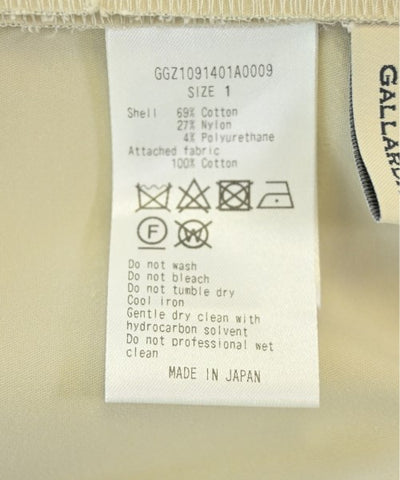 GGZ1091401A0009
SIZE 1
Shell 69% Cotton
27% Nylon
4% Polyurethane
Attached fabric
100% Cotton
F W
Do not wash
Do not bleach
Do not tumble dry
Cool iron
Gentle dry clean with
hydrocarbon solvent
Do not professional wet
clean
MADE IN JAPAN